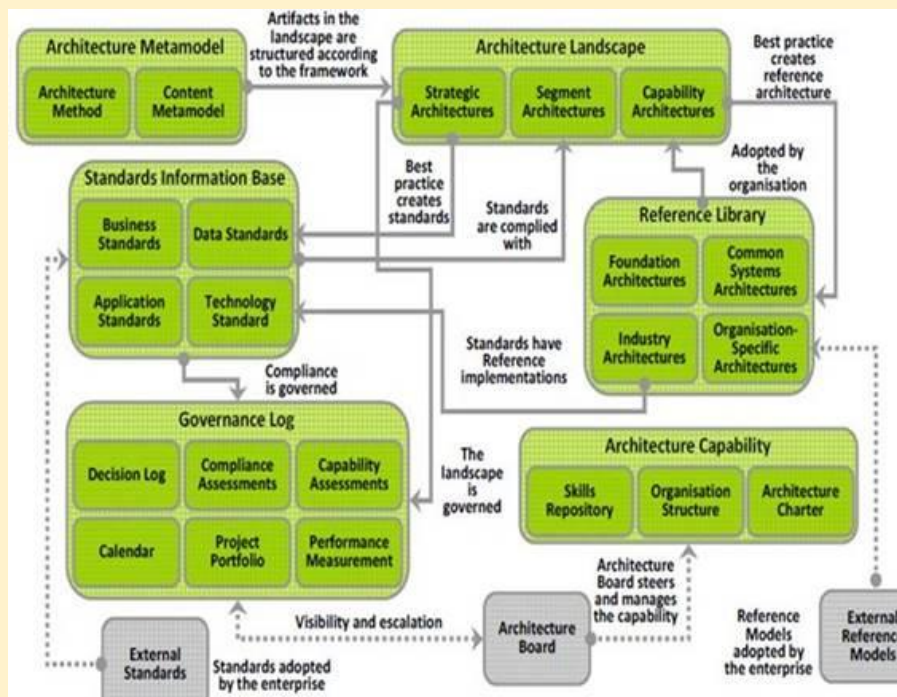 Architecture Metamodel
Architecture
Method
Content
Metamodel
Artifacts in the
landscape are
structured according
to the framework
Architecture Landscape
Strategic
Architectures
Segment
Architectures
Capability
Architectures
Best practice
creates
reference
architecture
Standards Information Base
Business
Standards
Data Standards
Application
Standards
Technology
Standard
Best
practice
creates
standards
Standards
are complied
with
Adopted by
the
organisation
Reference Library
Foundation
Architectures
Common
Systems
Architectures
Industry
Architectures
Organisation-
Specific
Architectures
Standards have
Reference
implementations
Compliance
is governed
Governance Log
Decision Log
Compliance
Assessments
Capability
Assessments
Calendar
Project
Portfolio
Performance
Measurement
The
landscape
is
governed
Architecture Capability
Skills
Repository
Organisation
Structure
Architecture
Charter
Visibility and escalation
Architecture
Board steers
and manages
the capability
External
Standards
Standards adopted
by the enterprise
Architecture
Board
Reference
Models
adopted by
the enterprise
External
Reference
Models